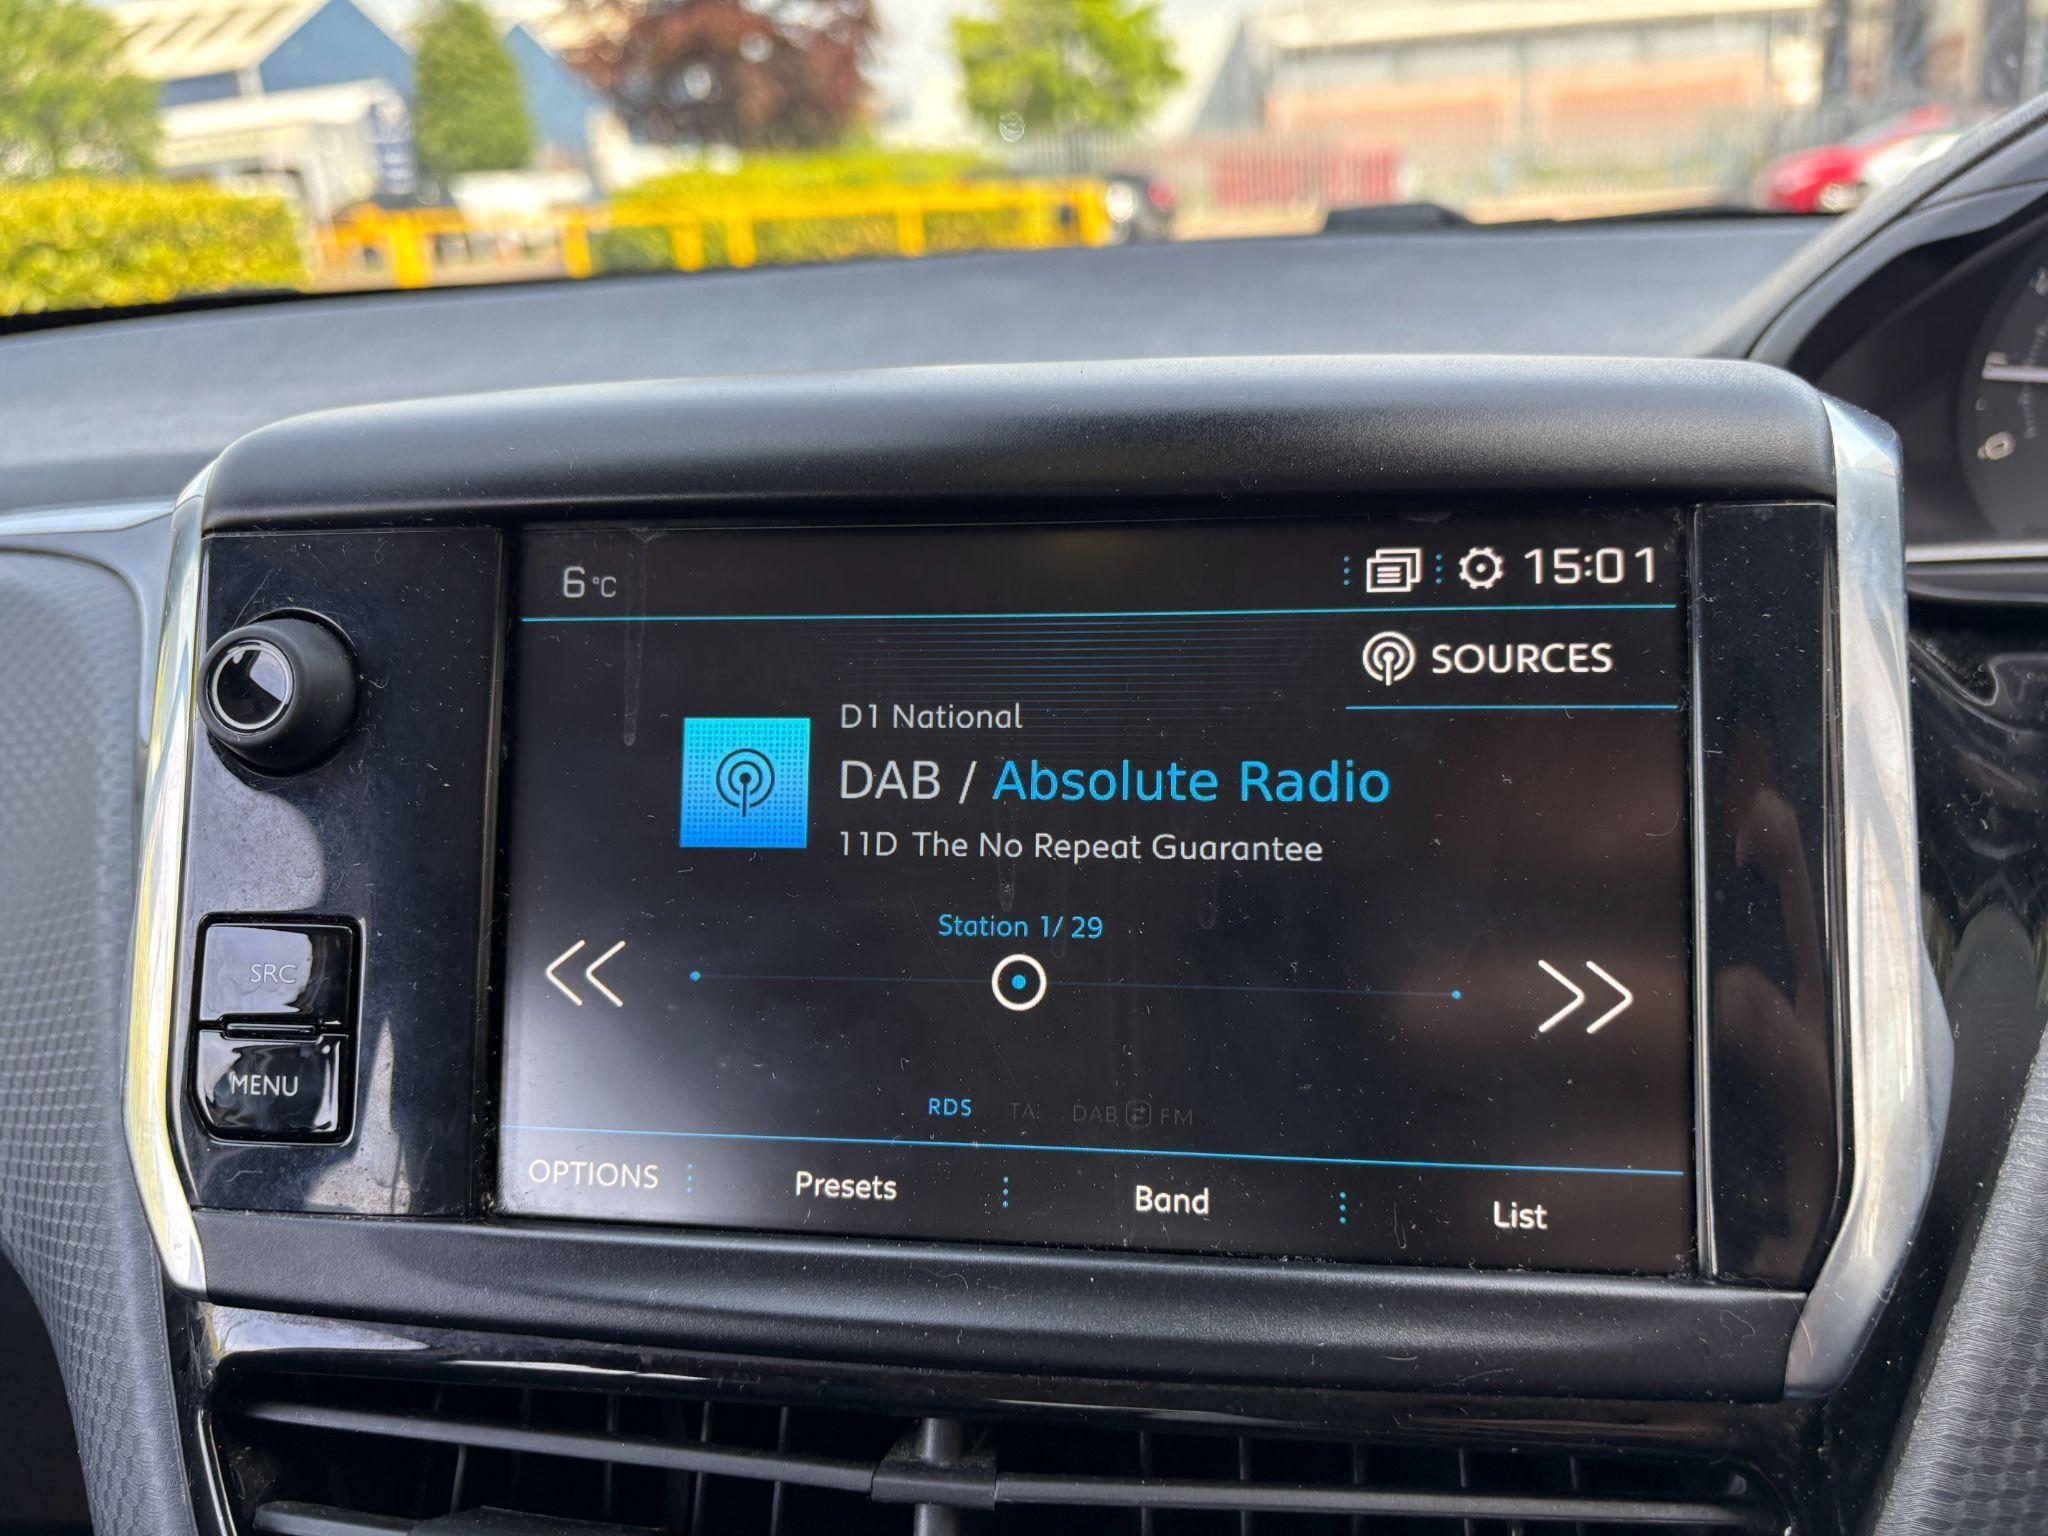 6°C
15:01
SOURCES
D1 National
DAB / Absolute Radio
11D The No Repeat Guarantee
Station 1/ 29
SRC
MENU
RDS TA DAB FM
OPTIONS Presets Band List
0